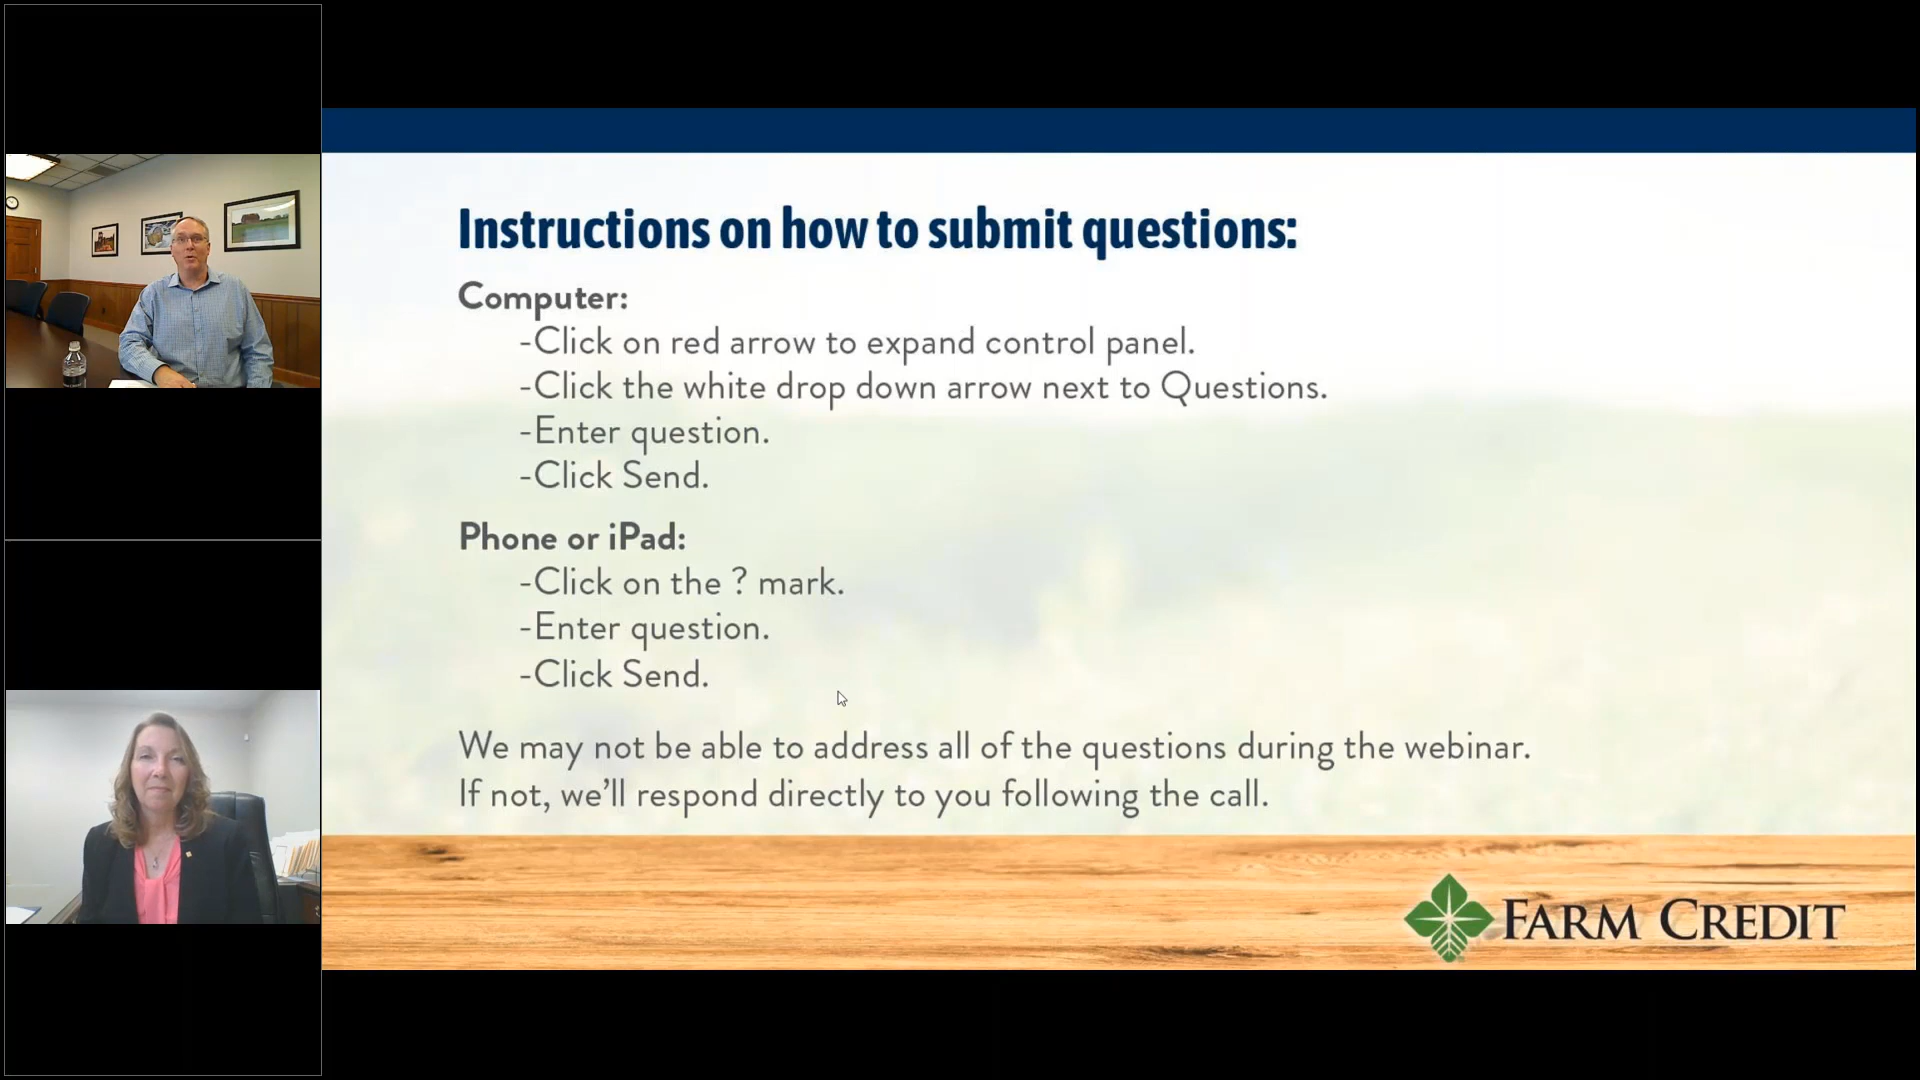 Instructions on how to submit questions:
Computer:
-Click on red arrow to expand control panel.
-Click the white drop down arrow next to Questions.
-Enter question.
-Click Send.
Phone or iPad:
-Click on the ? mark.
-Enter question.
-Click Send.
We may not be able to address all of the questions during the webinar.
If not, we'll respond directly to you following the call.
FARM CREDIT